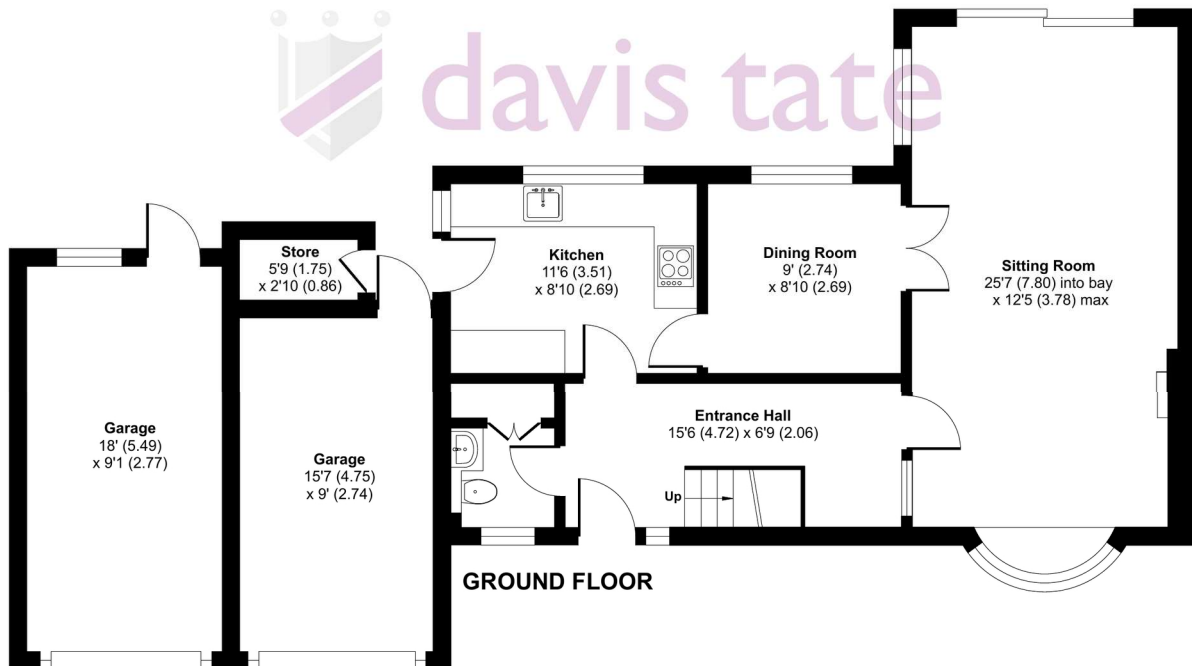 davis tate
Store
5'9 (1.75)
x 2'10 (0.86)
Kitchen
11'6 (3.51)
x 8'10 (2.69)
Dining Room
9' (2.74)
x 8'10 (2.69)
Sitting Room
25'7 (7.80) into bay
x 12'5 (3.78) max
Garage
18' (5.49)
x 9'1 (2.77)
Garage
15'7 (4.75)
x 9' (2.74)
Entrance Hall
15'6 (4.72) x 6'9 (2.06)
Up
GROUND FLOOR